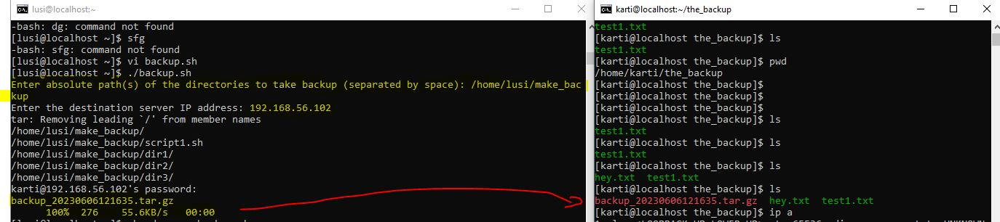 lusi@localhost:~
-bash: dg: command not found
[lusi@localhost ~]$ sfg
-bash: sfg: command not found
[lusi@localhost ~]$ vi backup.sh
[lusi@localhost ~]$ ./backup.sh
Enter absolute path(s) of the directories to take backup (separated by space): /home/lusi/make_bac
kup
Enter the destination server IP address: 192.168.56.102
tar: Removing leading `/' from member names
/home/lusi/make_backup/
/home/lusi/make_backup/script1.sh
/home/lusi/make_backup/dir1/
/home/lusi/make_backup/dir2/
/home/lusi/make_backup/dir3/
karti@192.168.56.102's password:
backup_20230606121635.tar.gz
100% 276 55.6KB/s 00:00
karti@localhost:~/the_backup
test1.txt
[karti@localhost the_backup]$ ls
test1.txt
[karti@localhost the_backup]$ pwd
/home/karti/the_backup
[karti@localhost the_backup]$
[karti@localhost the_backup]$
[karti@localhost the_backup]$
[karti@localhost the_backup]$ ls
test1.txt
[karti@localhost the_backup]$ ls
test1.txt
[karti@localhost the_backup]$ ls
hey.txt test1.txt
[karti@localhost the_backup]$ ls
backup_20230606121635.tar.gz hey.txt test1.txt
[karti@localhost the_backup]$ ip a